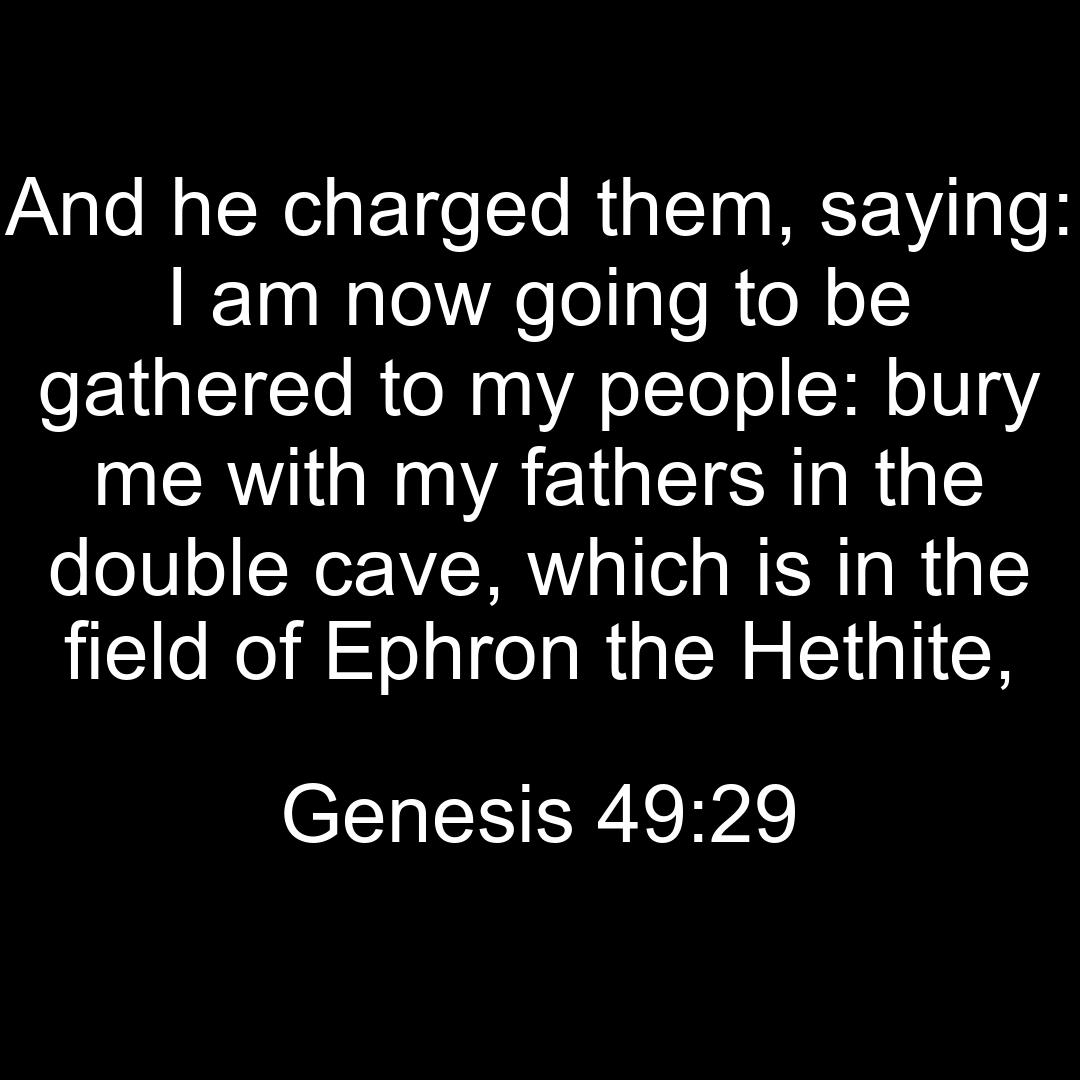 And he charged them, saying:
I am now going to be
gathered to my people: bury
me with my fathers in the
double cave, which is in the
field of Ephron the Hethite,
Genesis 49:29